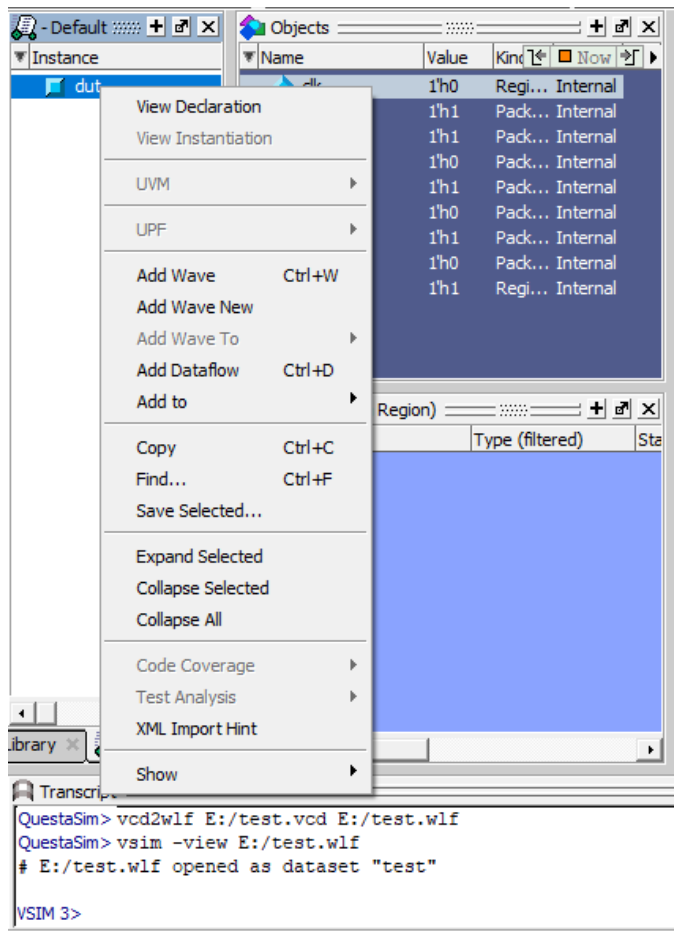 - Default
Instance
dut
Objects
Name Value Kind Now
clk 1'h0 Regi... Internal
1'h1 Pack... Internal
1'h1 Pack... Internal
1'h0 Pack... Internal
1'h1 Pack... Internal
1'h0 Pack... Internal
1'h1 Pack... Internal
1'h0 Pack... Internal
1'h1 Regi... Internal
View Declaration
View Instantiation
UVM
UPF
Add Wave Ctrl+W
Add Wave New
Add Wave To
Add Dataflow Ctrl+D
Add to
Copy Ctrl+C
Find... Ctrl+F
Save Selected...
Expand Selected
Collapse Selected
Collapse All
Code Coverage
Test Analysis
XML Import Hint
Show
Region)
Type (filtered) Sta
Library
Transcript
QuestaSim> vcd2wlf E:/test.vcd E:/test.wlf
QuestaSim> vsim -view E:/test.wlf
# E:/test.wlf opened as dataset "test"
VSIM 3>